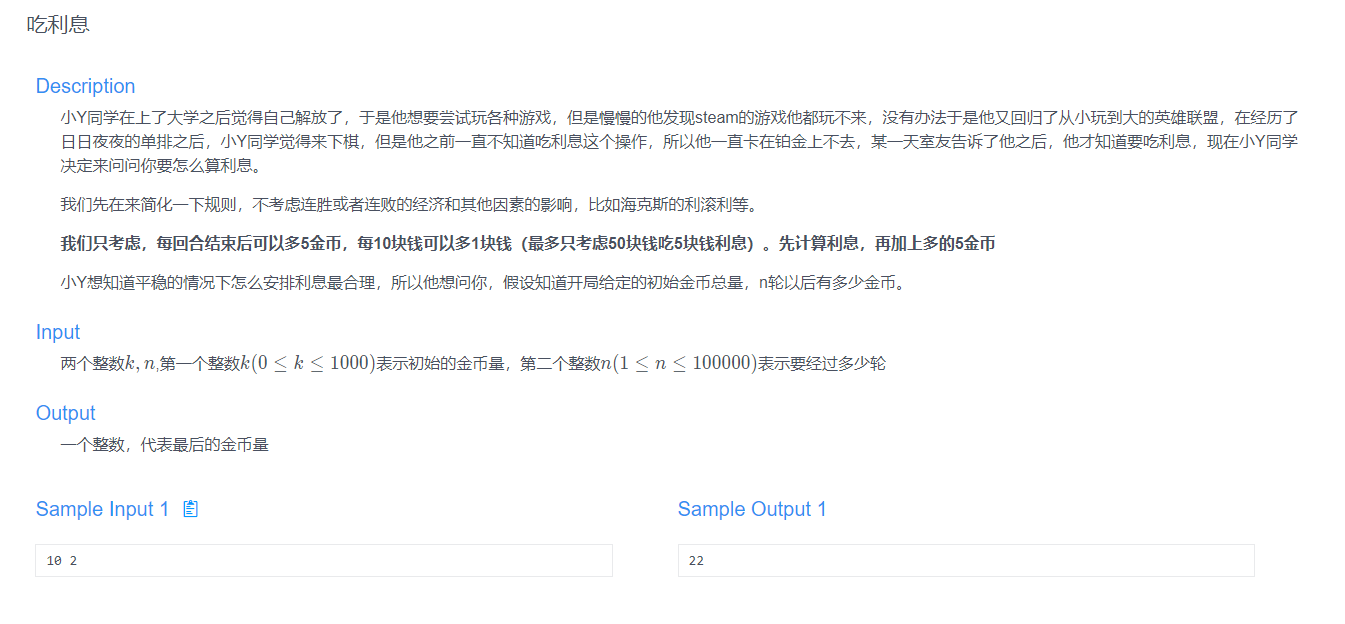 吃利息
Description
小Y同学在上了大学之后觉得自己解放了，于是他想要尝试玩各种游戏，但是慢慢的他发现steam的游戏他都玩不来，没有办法于是他又回归了从小玩到大的英雄联盟，在经历了
日日夜夜的单排之后，小Y同学觉得来下棋，但是他之前一直不知道吃利息这个操作，所以他一直卡在铂金上不去，某一天室友告诉了他之后，他才知道要吃利息，现在小Y同学
决定来问问你要怎么算利息。
我们先在来简化一下规则，不考虑连胜或者连败的经济和其他因素的影响，比如海克斯的利滚利等。
我们只考虑，每回合结束后可以多5金币，每10块钱可以多1块钱（最多只考虑50块钱吃5块钱利息）。先计算利息，再加上多的5金币
小Y想知道平稳的情况下怎么安排利息最合理，所以他想问你，假设知道开局给定的初始金币总量，n轮以后有多少金币。
Input
两个整数k, n,第一个整数k(0 ≤ k ≤ 1000)表示初始的金币量，第二个整数n(1 ≤ n ≤ 100000)表示要经过多少轮
Output
一个整数，代表最后的金币量
Sample Input 1
Sample Output 1
10 2
22